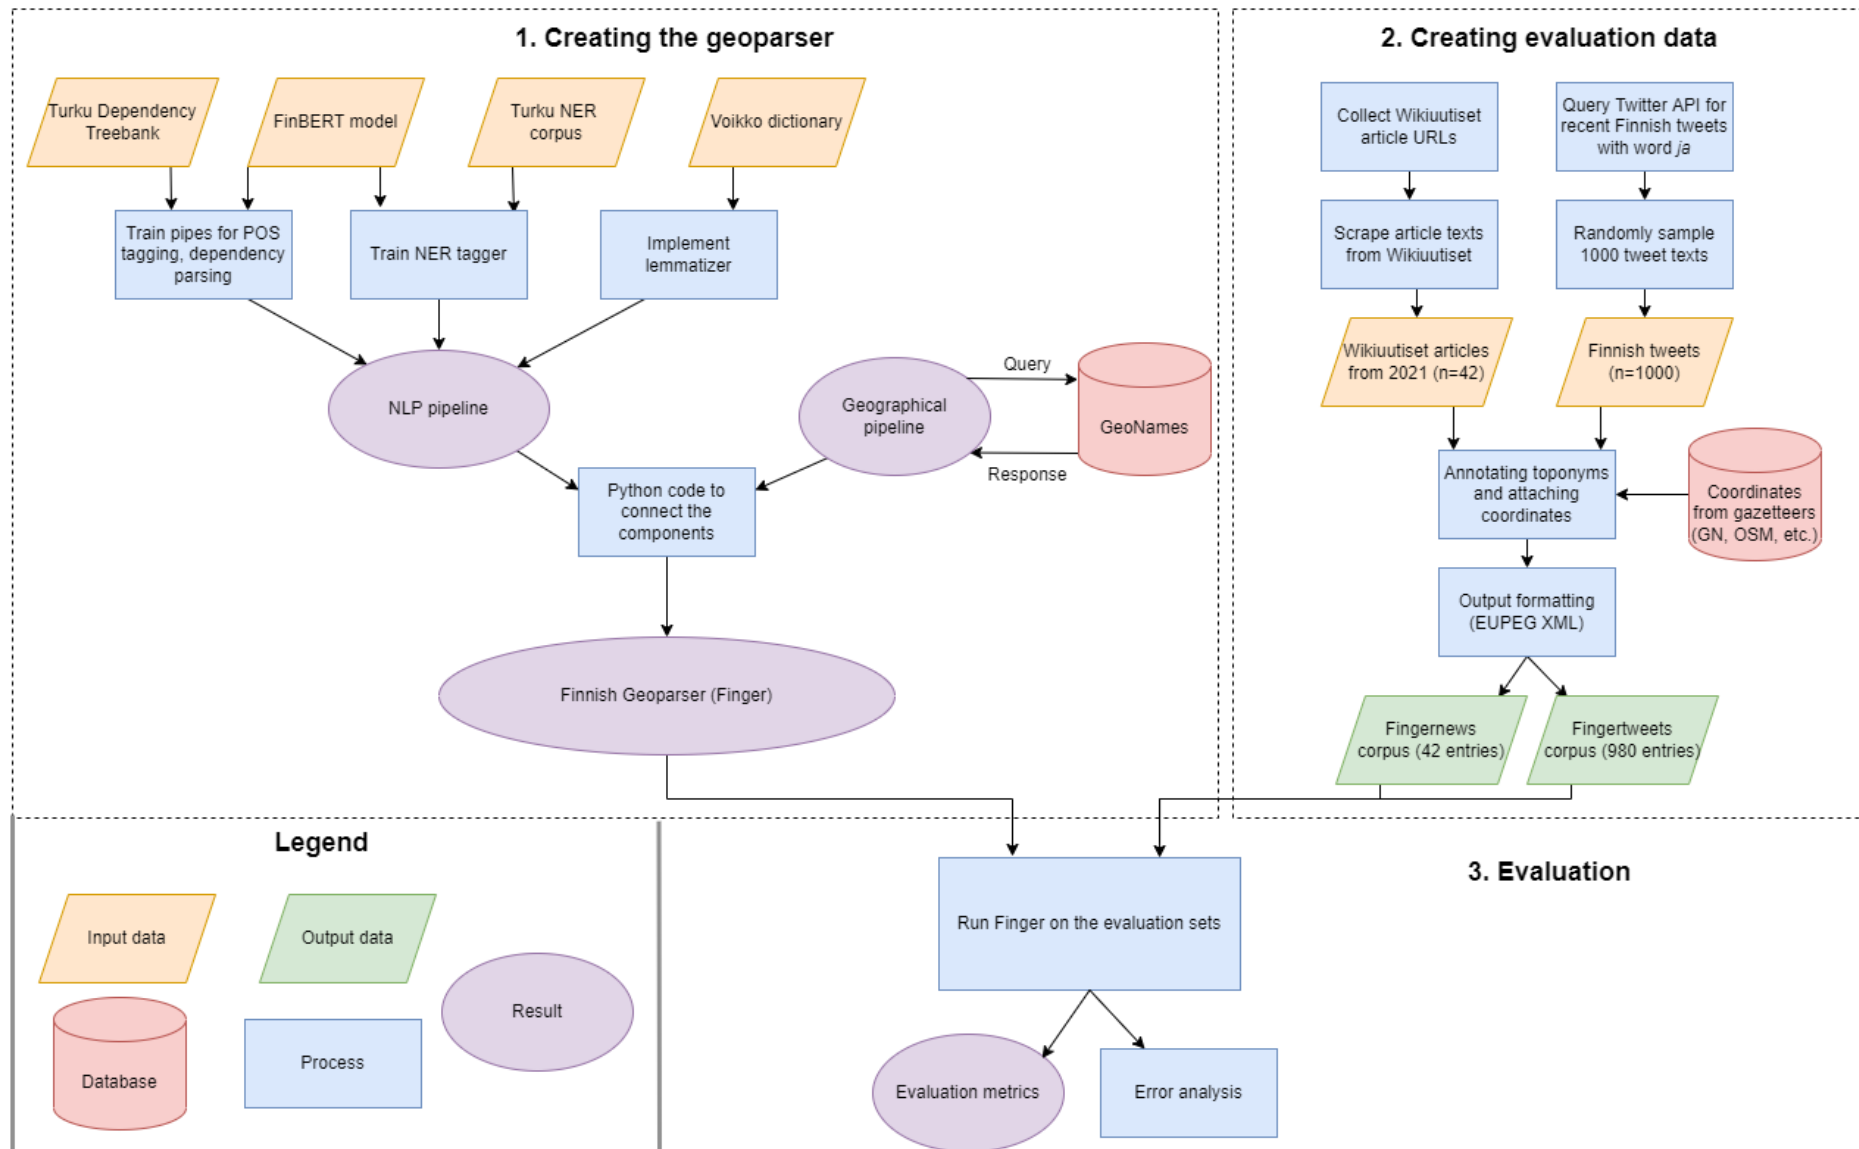 1. Creating the geoparser
Turku Dependency
Treebank
FinBERT model
Turku NER
corpus
Voikko dictionary
Train pipes for POS
tagging, dependency
parsing
Train NER tagger
Implement
lemmatizer
NLP pipeline
Geographical
pipeline
Query
Response
GeoNames
Python code to
connect the
components
Finnish Geoparser (Finger)
2. Creating evaluation data
Collect Wikiuutiset
article URLs
Query Twitter API for
recent Finnish tweets
with word ja
Scrape article texts
from Wikiuutiset
Randomly sample
1000 tweet texts
Wikiuutiset articles
from 2021 (n=42)
Finnish tweets
(n=1000)
Annotating toponyms
and attaching
coordinates
Coordinates
from gazetteers
(GN, OSM, etc.)
Output formatting
(EUPEG XML)
Fingernews
corpus (42 entries)
Fingertweets
corpus (980 entries)
Legend
Input data
Output data
Result
Database
Process
3. Evaluation
Run Finger on the evaluation sets
Evaluation metrics
Error analysis